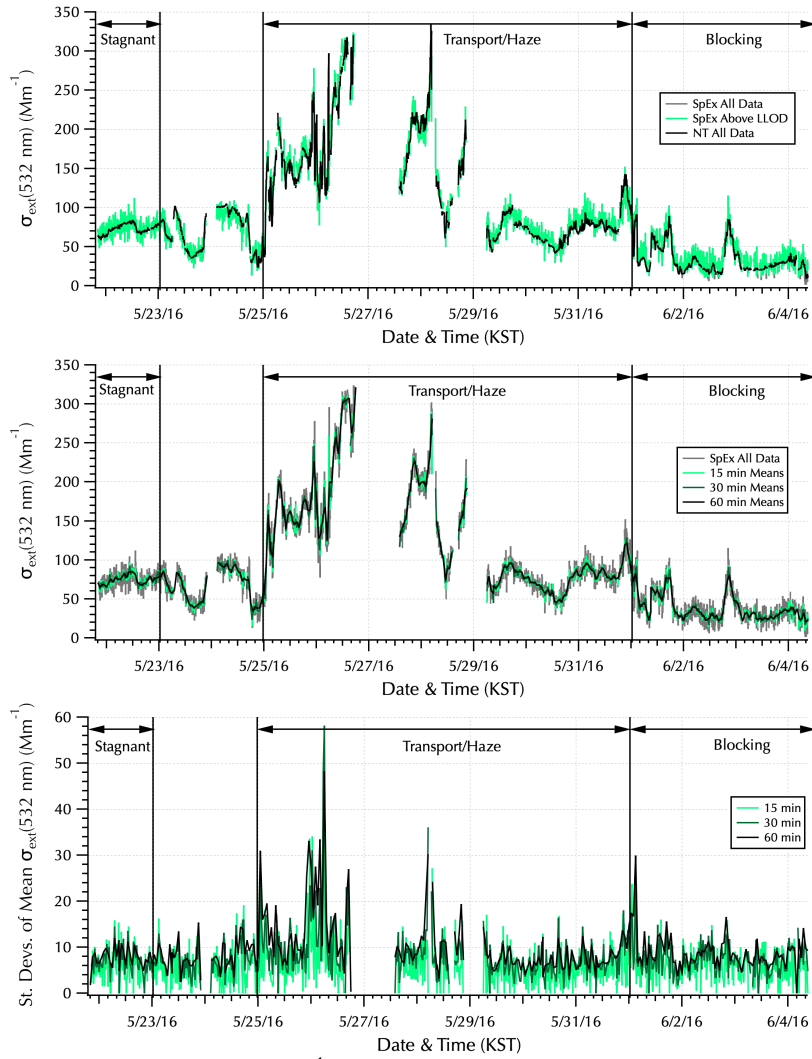 350
300
250
200
150
100
50
0
σext(532 nm) (Mm-1)
Stagnant
Transport/Haze
Blocking
SpEx All Data
SpEx Above LLOD
NT All Data
5/23/16 5/25/16 5/27/16 5/29/16 5/31/16 6/2/16 6/4/16
Date & Time (KST)
350
300
250
200
150
100
50
0
σext(532 nm) (Mm-1)
Stagnant
Transport/Haze
Blocking
SpEx All Data
15 min Means
30 min Means
60 min Means
5/23/16 5/25/16 5/27/16 5/29/16 5/31/16 6/2/16 6/4/16
Date & Time (KST)
60
50
40
30
20
10
0
St. Devs. of Mean σext(532 nm) (Mm-1)
Stagnant
Transport/Haze
Blocking
15 min
30 min
60 min
5/23/16 5/25/16 5/27/16 5/29/16 5/31/16 6/2/16 6/4/16
Date & Time (KST)